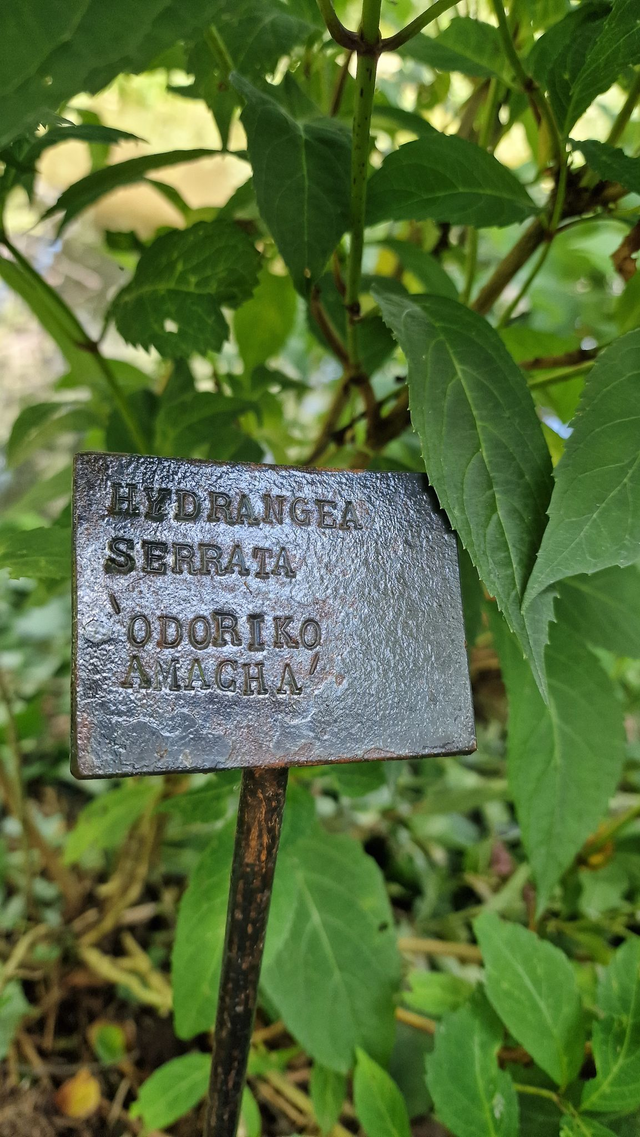 HYDRANGEA
SERRATA
'ODORIKO
AMACHA'